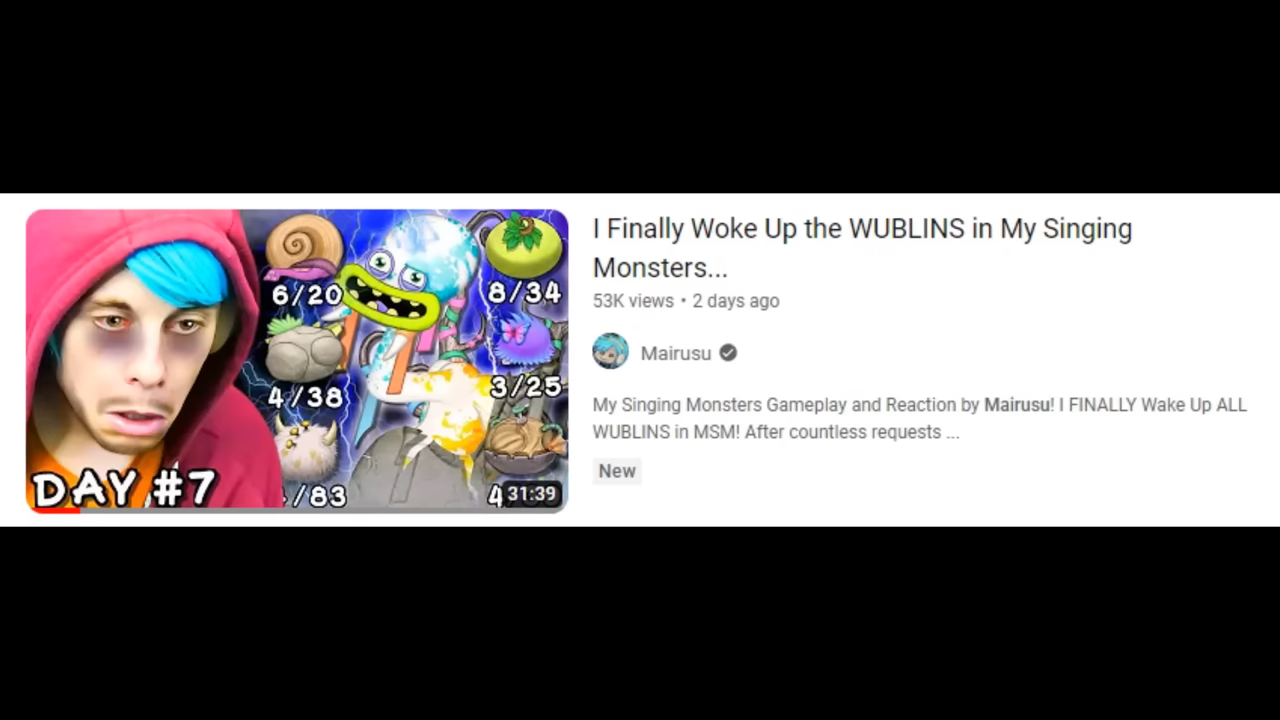 I Finally Woke Up the WUBLINS in My Singing
Monsters...
53K views • 2 days ago
Mairusu
My Singing Monsters Gameplay and Reaction by Mairusu! I FINALLY Wake Up ALL
WUBLINS in MSM! After countless requests ...
New
6/20
8/34
4/38
3/25
/83
4
DAY #7
31:39